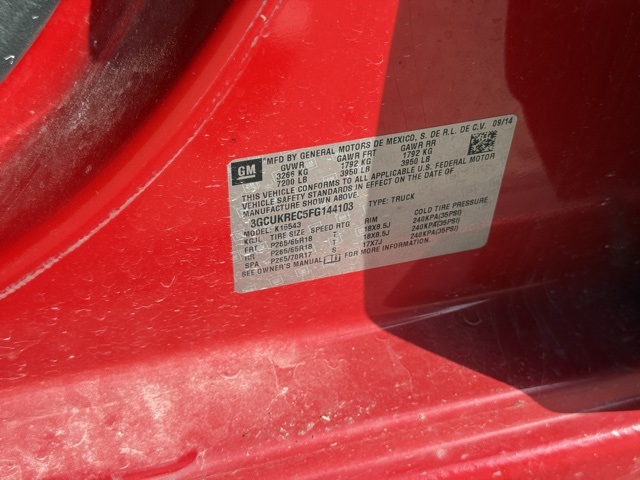 GM
MFD BY GENERAL MOTORS DE MEXICO, S. DE R.L. DE C.V. 09/14
GVWR GAWR FRT GAWR RR
3266 KG 1792 KG 1792 KG
7200 LB 3950 LB 3950 LB
THIS VEHICLE CONFORMS TO ALL APPLICABLE U.S. FEDERAL MOTOR
VEHICLE SAFETY STANDARDS IN EFFECT ON THE DATE OF
MANUFACTURE SHOWN ABOVE.
3GCUKREC5FG144103 TYPE: TRUCK
MODEL: K15543
KGJL TIRE SIZE SPEED RTG RIM COLD TIRE PRESSURE
FRT P265/65R18 T 18X8.5J 240KPA(35PSI)
RR P265/65R18 T 18X8.5J 240KPA(35PSI)
SPA P265/70R17 S 17X7J 240KPA(35PSI)
SEE OWNER'S MANUAL FOR MORE INFORMATION.